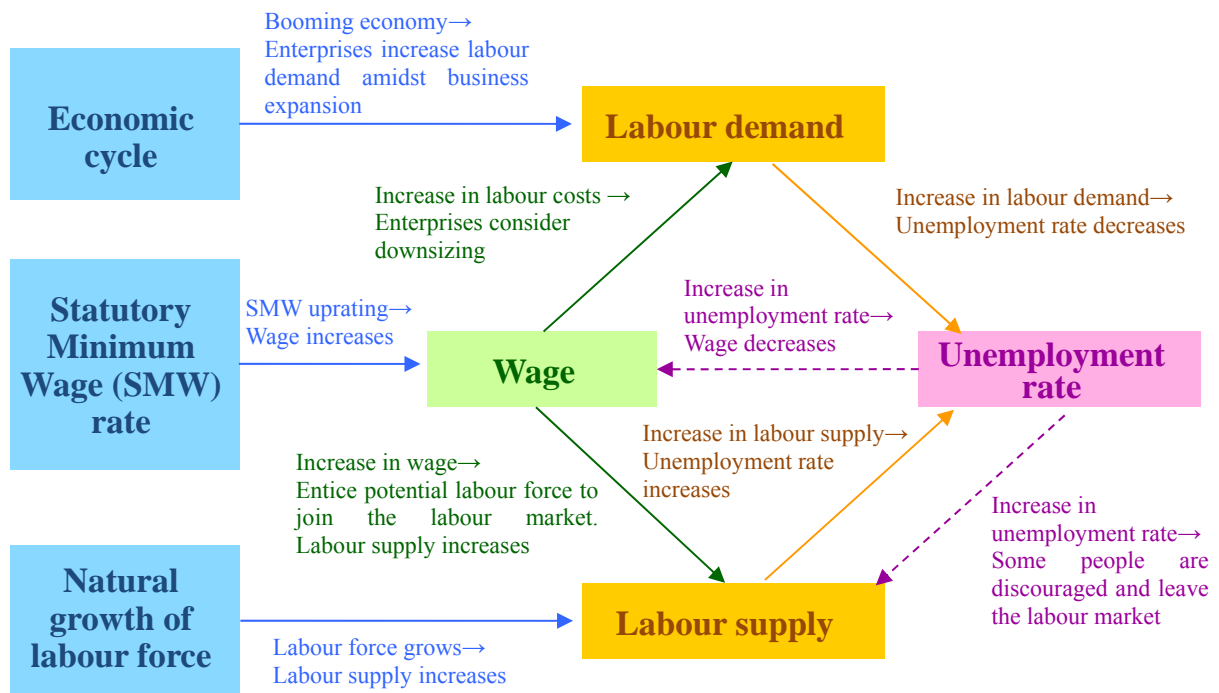 Booming economy→
Enterprises increase labour
demand amidst business
expansion
Economic
cycle
Labour demand
Increase in labour costs →
Enterprises consider
downsizing
Increase in labour demand→
Unemployment rate decreases
Statutory
Minimum
Wage (SMW)
rate
SMW uprating→
Wage increases
Increase in
unemployment rate→
Wage decreases
Wage
Unemployment
rate
Increase in wage→
Entice potential labour force to
join the labour market.
Labour supply increases
Increase in labour supply→
Unemployment rate
increases
Increase in
unemployment rate→
Some people are
discouraged and leave
the labour market
Natural
growth of
labour force
Labour supply
Labour force grows→
Labour supply increases